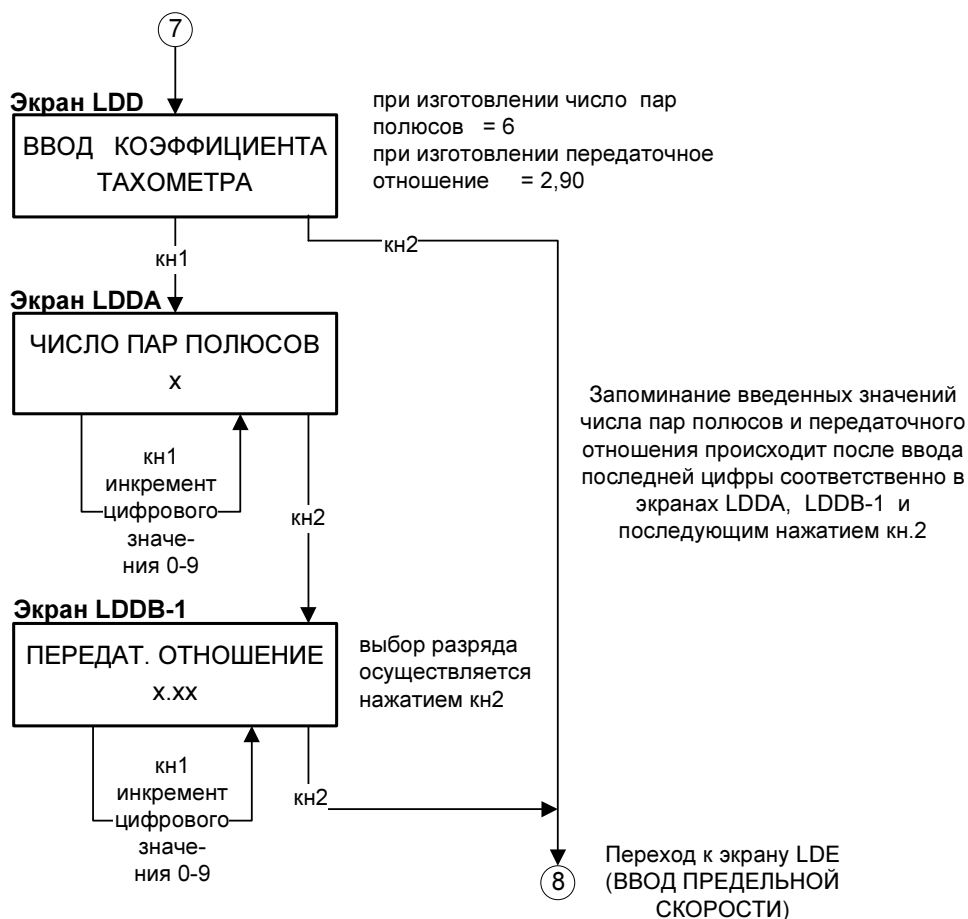 7
Экран LDD
ВВОД КОЭФФИЦИЕНТА
ТАХОМЕТРА
при изготовлении число пар
полюсов = 6
при изготовлении передаточное
отношение = 2,90
кн1
кн2
Экран LDDA
ЧИСЛО ПАР ПОЛЮСОВ
х
кн1
инкремент
цифрового
значе-
ния 0-9
кн2
Запоминание введенных значений
числа пар полюсов и передаточного
отношения происходит после ввода
последней цифры соответственно в
экранах LDDA, LDDB-1 и
последующим нажатием кн.2
Экран LDDB-1
ПЕРЕДАТ. ОТНОШЕНИЕ
х.хх
выбор разряда
осуществляется
нажатием кн2
кн1
инкремент
цифрового
значе-
ния 0-9
кн2
8
Переход к экрану LDE
(ВВОД ПРЕДЕЛЬНОЙ
СКОРОСТИ)